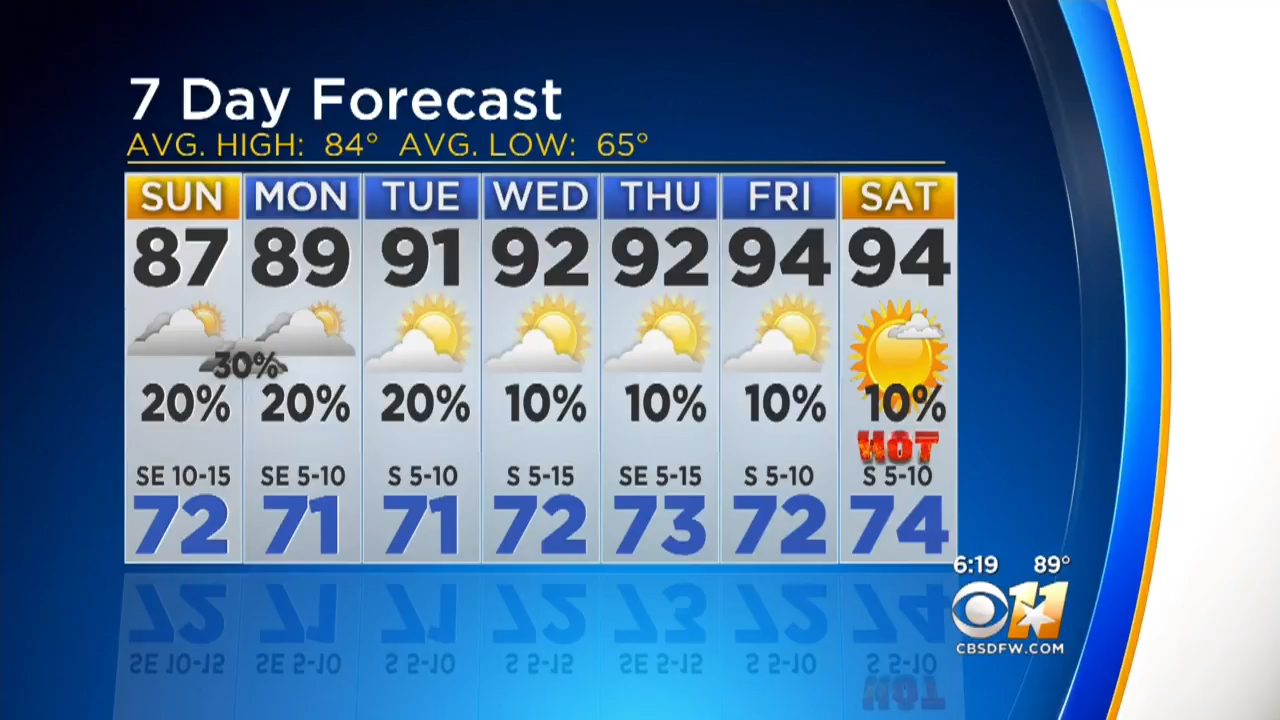 7 Day Forecast
AVG. HIGH: 84° AVG. LOW: 65°
SUN MON TUE WED THU FRI SAT
87 89 91 92 92 94 94
30%
20% 20% 20% 10% 10% 10% 10%
HOT
SE 10-15 SE 5-10 S 5-10 S 5-15 SE 5-15 S 5-10 S 5-10
72 71 71 72 73 72 74
6:19 89°
11
CBSDFW.COM